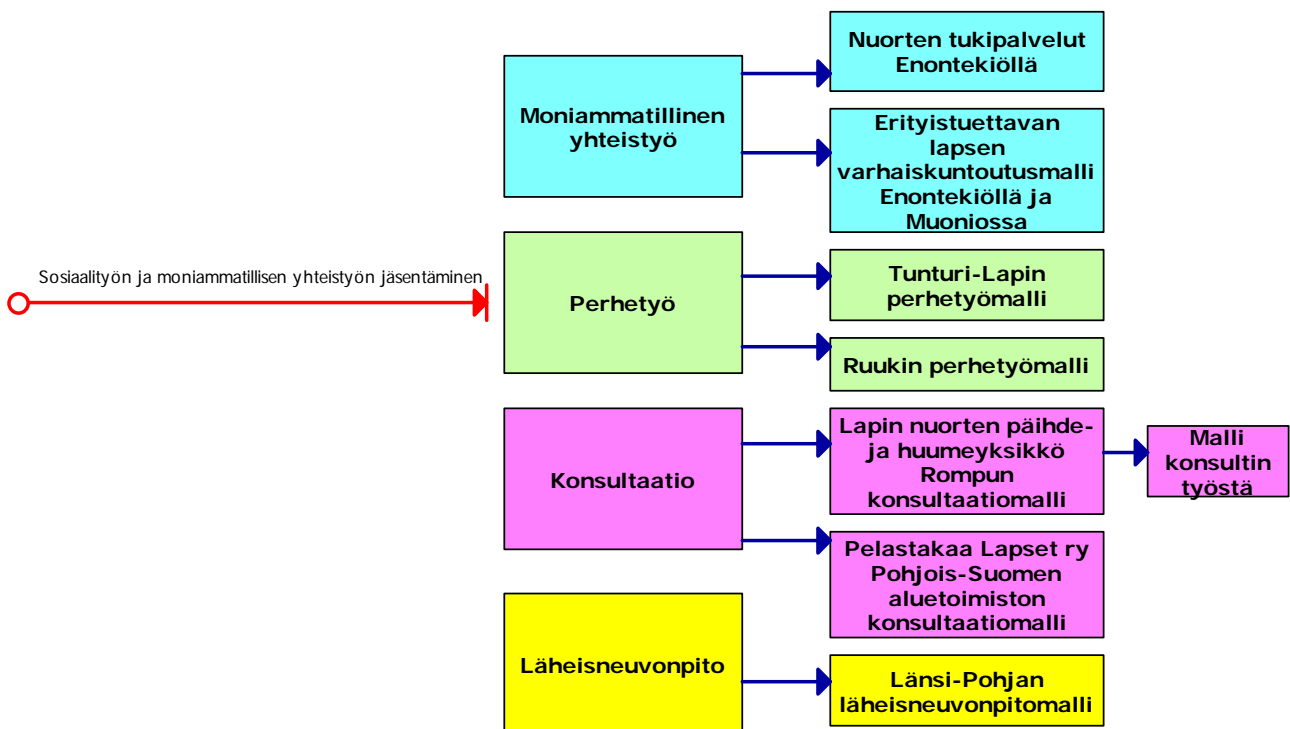 Sosiaalityön ja moniammatillisen yhteistyön jäsentäminen
Moniammatillinen
yhteistyö
Nuorten tukipalvelut
Enontekiöllä
Erityistuettavan
lapsen
varhaiskuntoutusmalli
Enontekiöllä ja
Muoniossa
Perhetyö
Tunturi-Lapin
perhetyömalli
Ruukin perhetyömalli
Konsultaatio
Lapin nuorten päihde-
ja huumeyksikkö
Rompun
konsultaatiomalli
Malli
konsultin
työstä
Pelastakaa Lapset ry
Pohjois-Suomen
aluetoimiston
konsultaatiomalli
Läheisneuvonpito
Länsi-Pohjan
läheisneuvonpitomalli